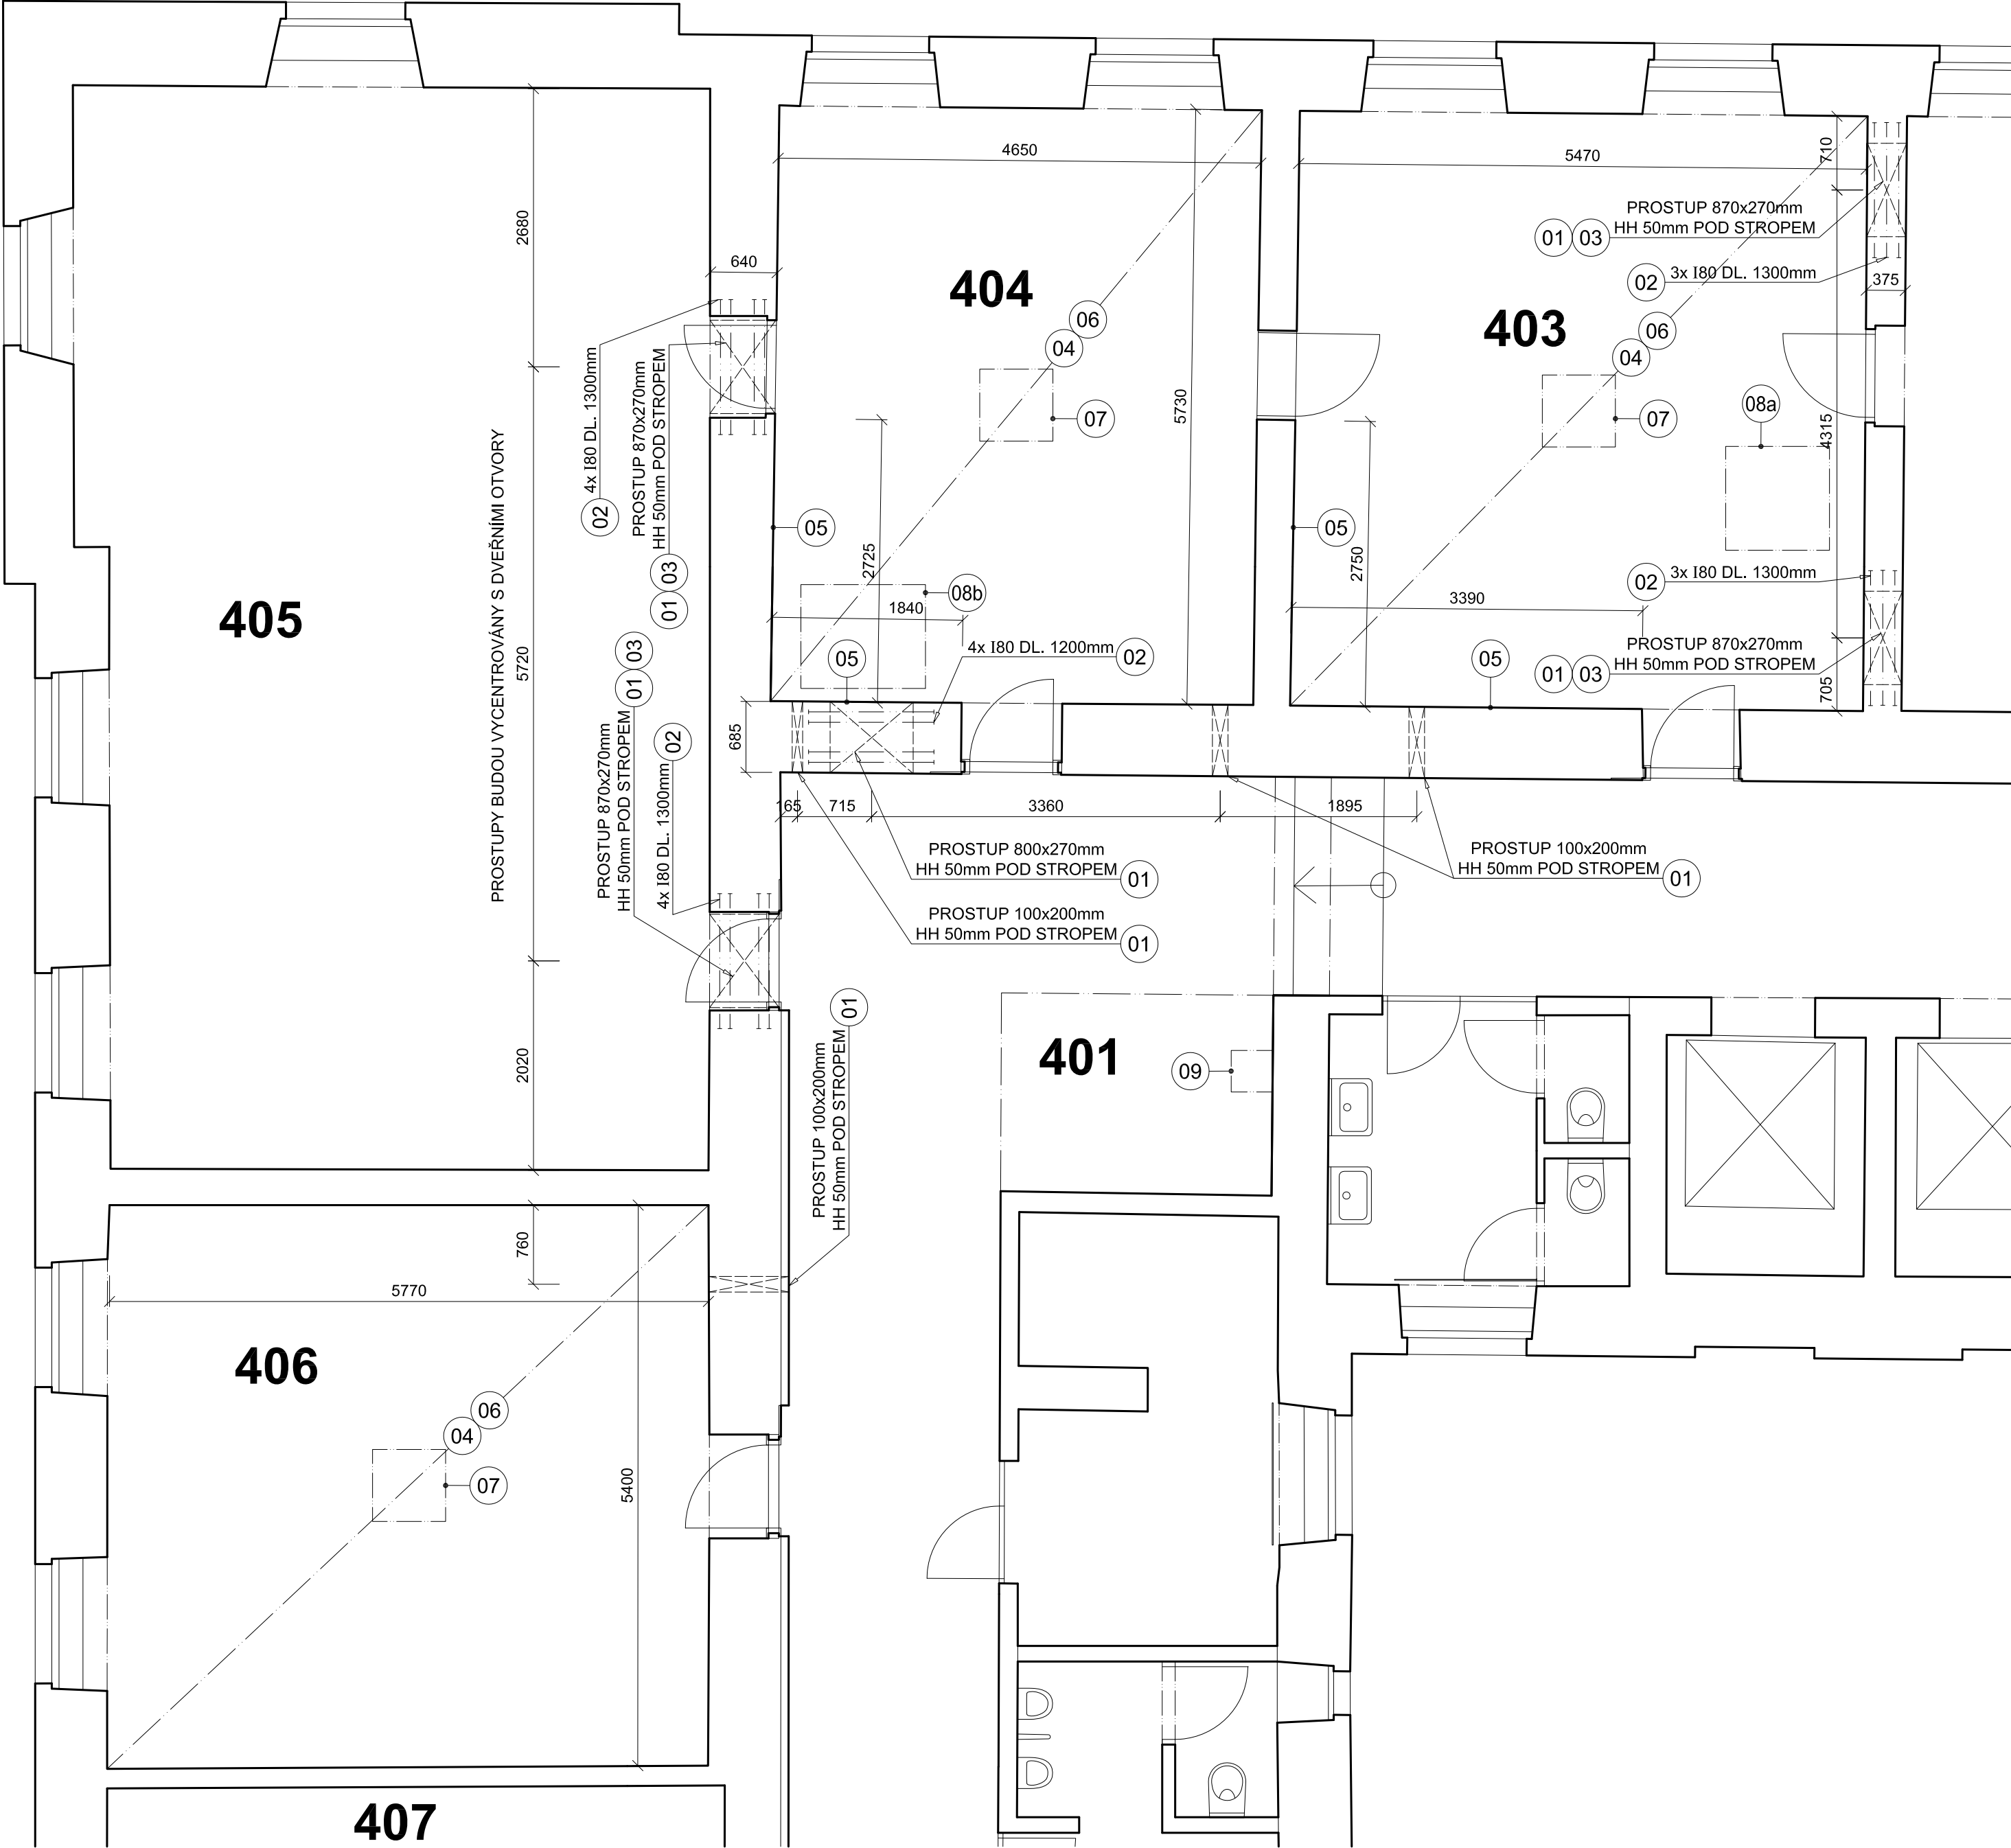 4650
5470
710
PROSTUP 870x270mm
HH 50mm POD STROPEM
01
03
02
3x I80 DL. 1300mm
375
2680
640
404
403
06
04
07
5730
06
04
07
08a
4315
02
4x I80 DL. 1300mm
PROSTUP 870x270mm
HH 50mm POD STROPEM
01
03
PROSTUPY BUDOU VYCENTROVÁNY S DVEŘNÍMI OTVORY
05
2725
05
2750
405
5720
08b
1840
02
3x I80 DL. 1300mm
3390
05
4x I80 DL. 1200mm
02
05
PROSTUP 870x270mm
HH 50mm POD STROPEM
01
03
705
01
03
PROSTUP 870x270mm
HH 50mm POD STROPEM
02
4x I80 DL. 1300mm
685
165
715
3360
1895
PROSTUP 800x270mm
HH 50mm POD STROPEM
01
PROSTUP 100x200mm
HH 50mm POD STROPEM
01
PROSTUP 100x200mm
HH 50mm POD STROPEM
01
2020
01
PROSTUP 100x200mm
HH 50mm POD STROPEM
401
09
760
5770
406
06
04
07
5400
407